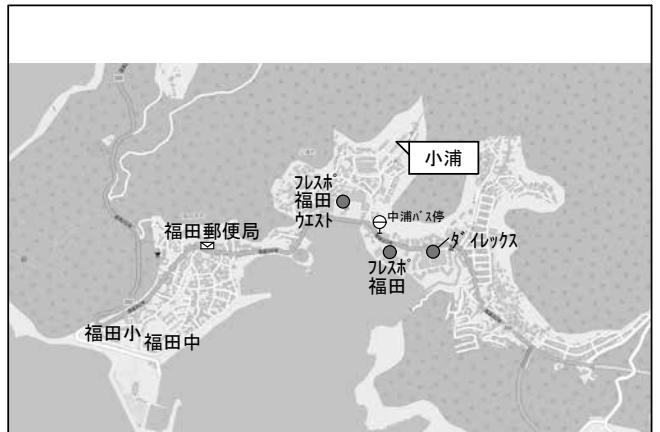 小浦
ﾌﾚｽﾎﾟ
福田
ｳｴｽﾄ
中浦ﾊﾞｽ停
福田郵便局
ﾀﾞｲﾚｯｸｽ
ﾌﾚｽﾎﾟ
福田
福田小
福田中